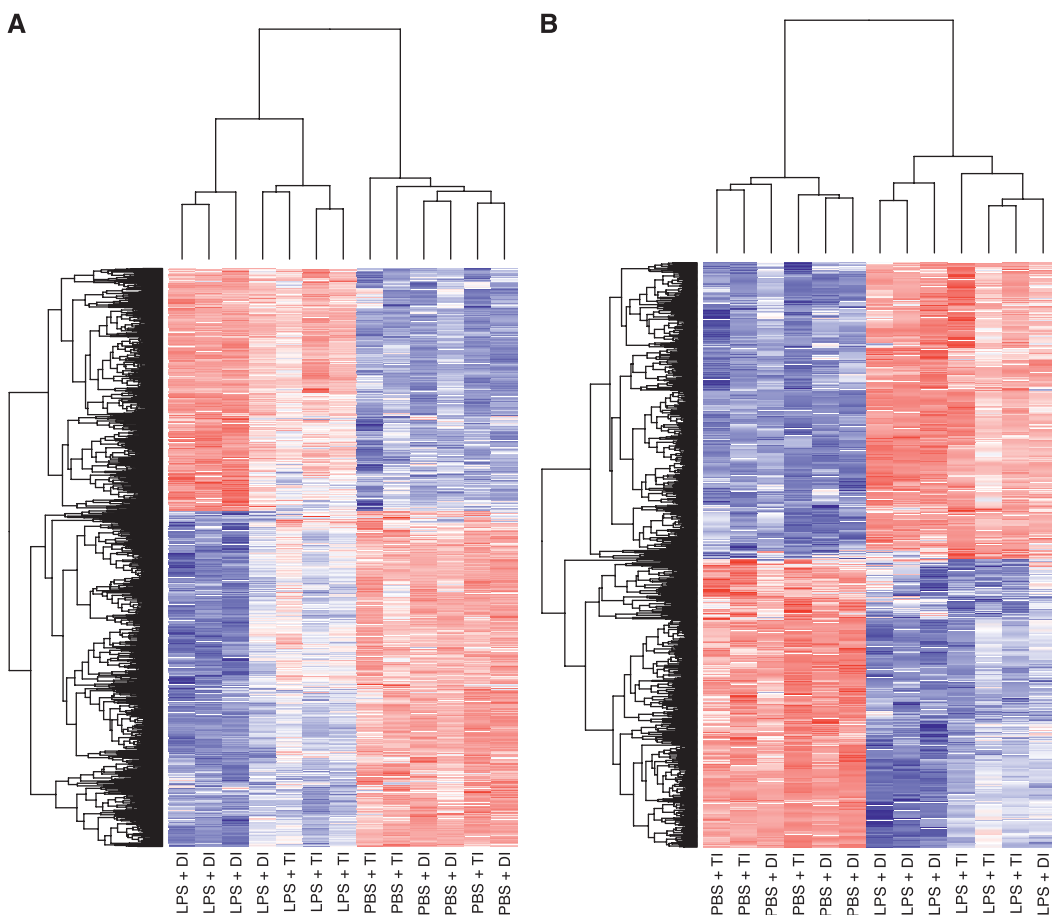 A
B
LPS + DI
LPS + DI
LPS + DI
LPS + DI
LPS + TI
LPS + TI
LPS + TI
PBS + TI
PBS + TI
PBS + DI
PBS + DI
PBS + TI
PBS + DI
PBS + TI
PBS + TI
PBS + DI
PBS + TI
PBS + DI
PBS + DI
LPS + DI
LPS + DI
LPS + DI
LPS + TI
LPS + TI
LPS + TI
LPS + DI